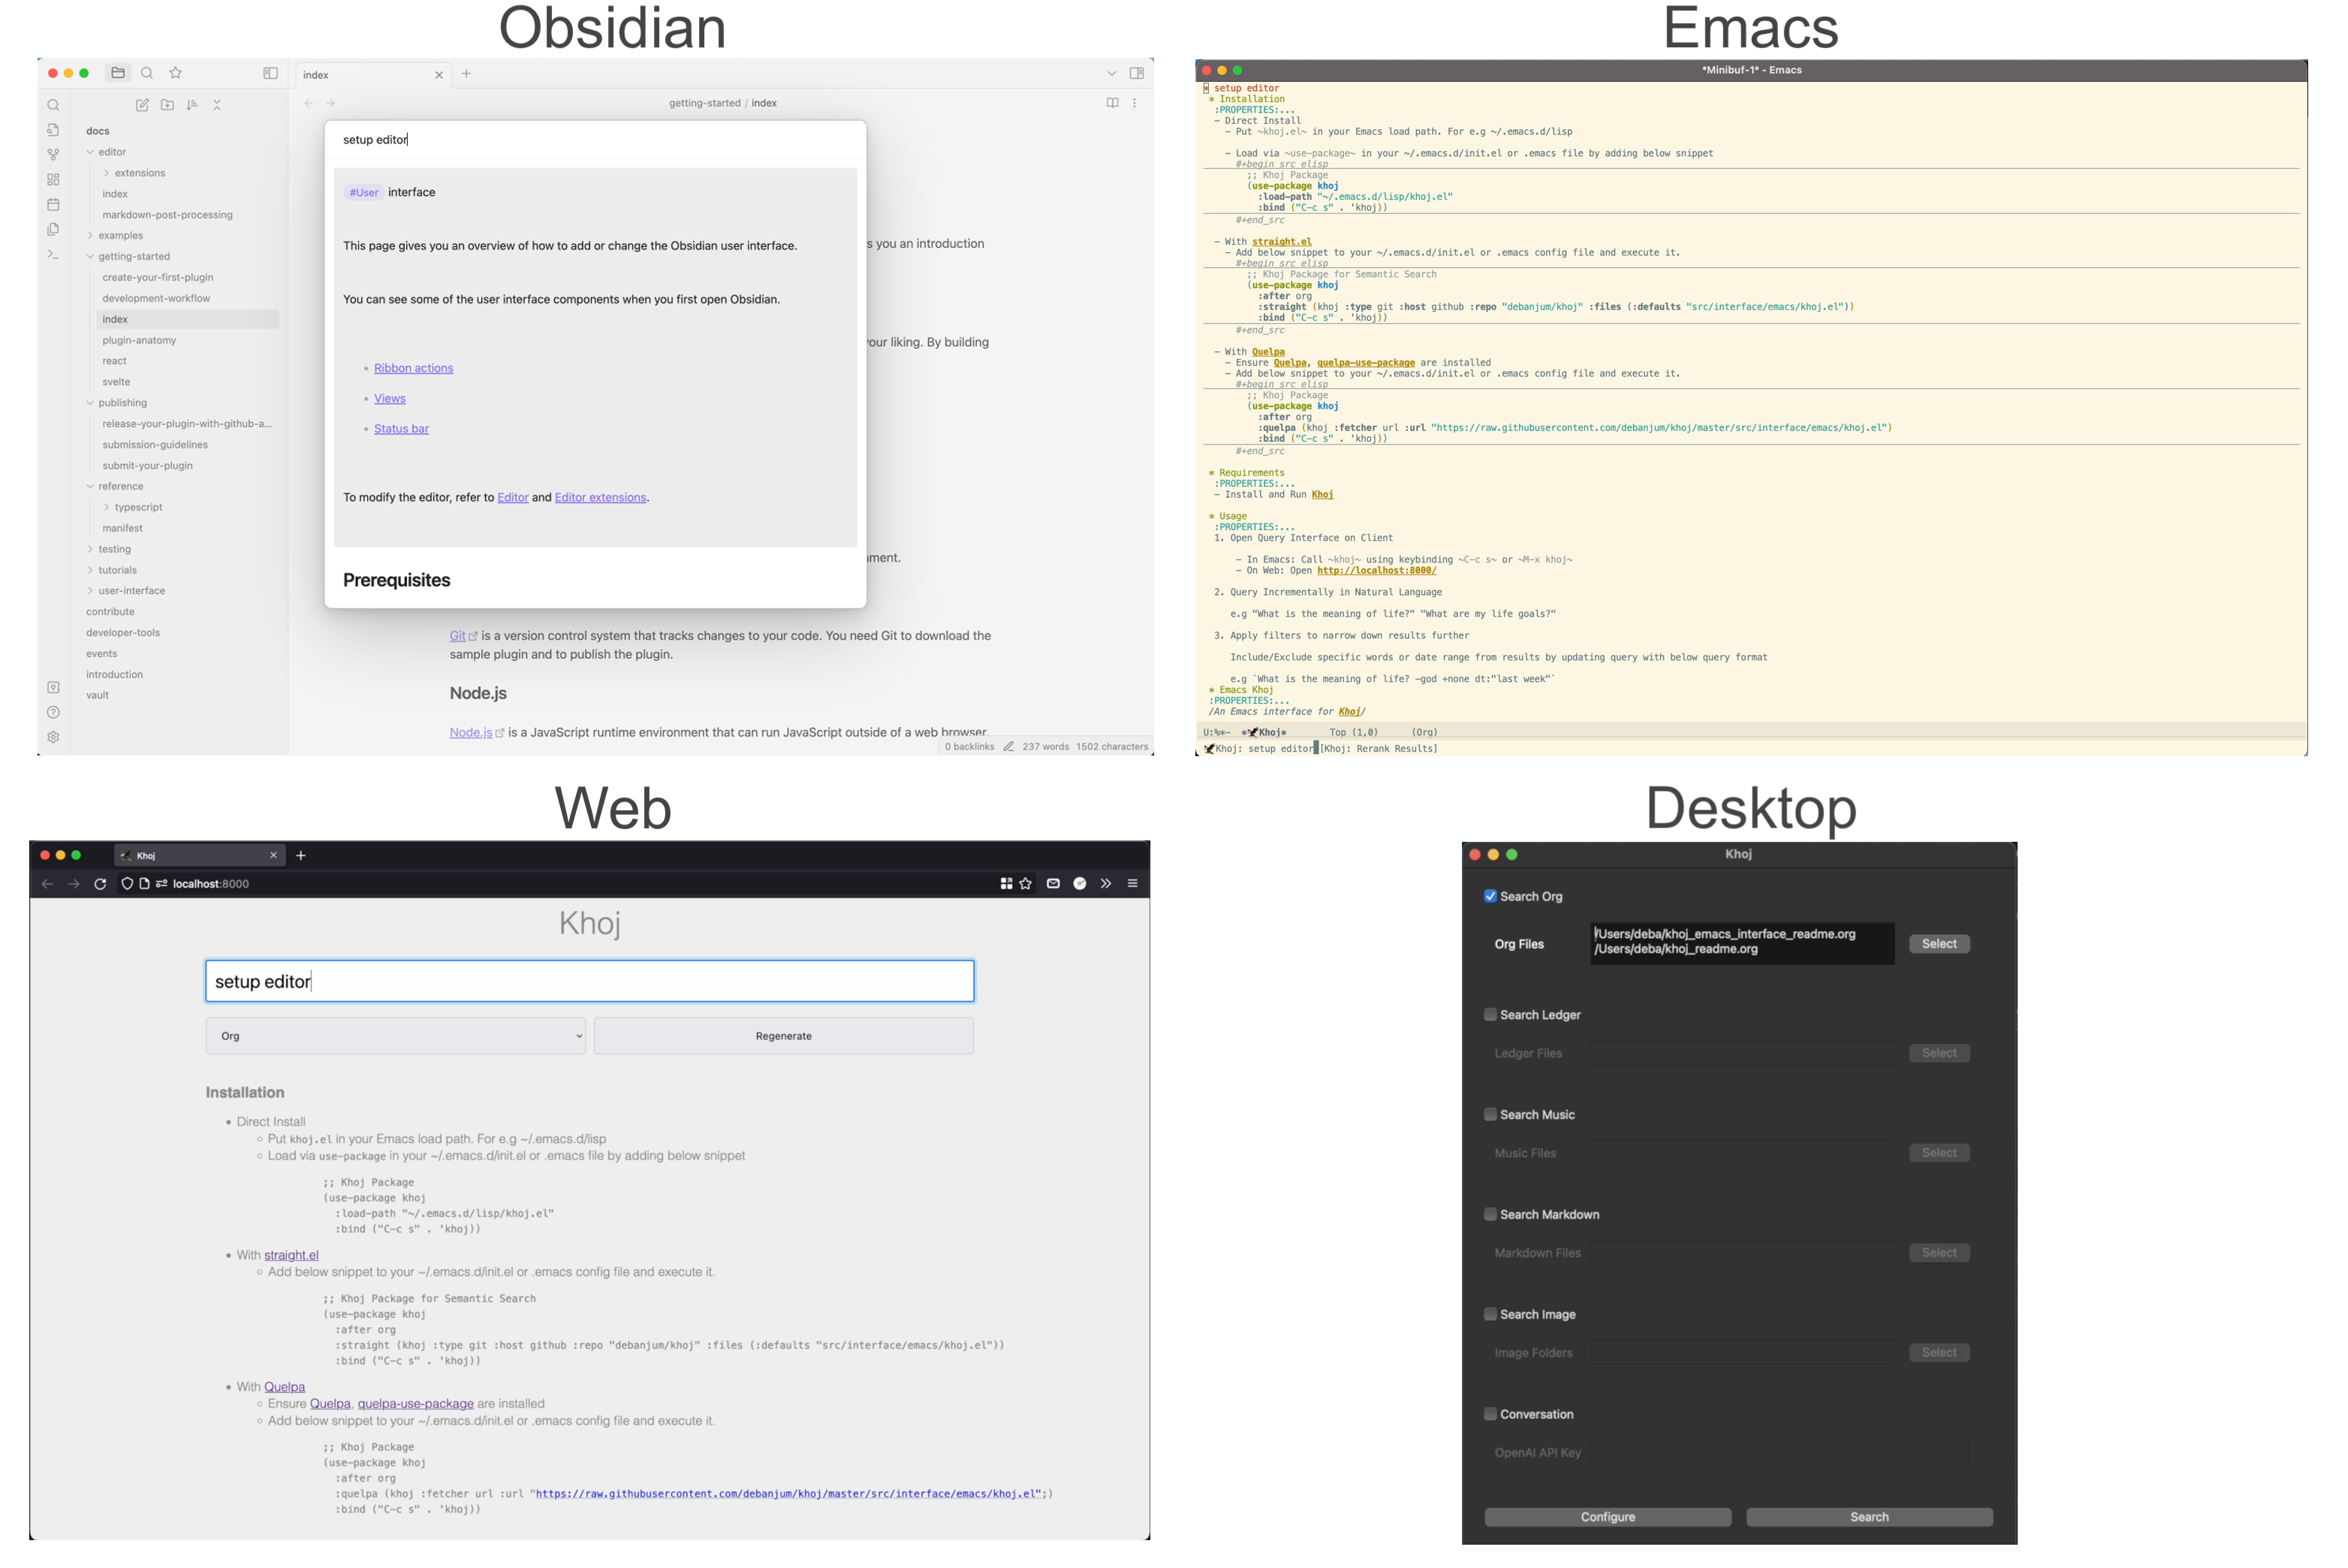 Obsidian
index
getting-started / index
docs
editor
extensions
index
markdown-post-processing
examples
getting-started
create-your-first-plugin
development-workflow
index
plugin-anatomy
react
svelte
publishing
release-your-plugin-with-github-a...
submission-guidelines
submit-your-plugin
reference
typescript
manifest
testing
tutorials
user-interface
contribute
developer-tools
events
introduction
vault
setup editor
#User interface
This page gives you an overview of how to add or change the Obsidian user interface.
You can see some of the user interface components when you first open Obsidian.
• Ribbon actions
• Views
• Status bar
To modify the editor, refer to Editor and Editor extensions.
Prerequisites
s you an introduction
our liking. By building
ment.
Git is a version control system that tracks changes to your code. You need Git to download the
sample plugin and to publish the plugin.
Node.js
Node.js is a JavaScript runtime environment that can run JavaScript outside of a web browser.
0 backlinks 237 words 1502 characters
Emacs
*Minibuf-1* - Emacs
* setup editor
* Installation
:PROPERTIES:...
- Direct Install
- Put ~khoj.el~ in your Emacs load path. For e.g ~/.emacs.d/lisp
- Load via ~use-package~ in your ~/.emacs.d/init.el or .emacs file by adding below snippet
#+begin_src elisp
;; Khoj Package
(use-package khoj
:load-path "~/.emacs.d/lisp/khoj.el"
:bind ("C-c s" . 'khoj))
#+end_src
- With straight.el
- Add below snippet to your ~/.emacs.d/init.el or .emacs config file and execute it.
#+begin_src elisp
;; Khoj Package for Semantic Search
(use-package khoj
:after org
:straight (khoj :type git :host github :repo "debanjum/khoj" :files (:defaults "src/interface/emacs/khoj.el"))
:bind ("C-c s" . 'khoj))
#+end_src
- With Quelpa
- Ensure Quelpa, quelpa-use-package are installed
- Add below snippet to your ~/.emacs.d/init.el or .emacs config file and execute it.
#+begin_src elisp
;; Khoj Package
(use-package khoj
:after org
:quelpa (khoj :fetcher url :url "https://raw.githubusercontent.com/debanjum/khoj/master/src/interface/emacs/khoj.el")
:bind ("C-c s" . 'khoj))
#+end_src
* Requirements
:PROPERTIES:...
- Install and Run Khoj
* Usage
:PROPERTIES:...
1. Open Query Interface on Client
- In Emacs: Call ~khoj~ using keybinding ~C-c s~ or ~M-x khoj~
- On Web: Open http://localhost:8000/
2. Query Incrementally in Natural Language
e.g "What is the meaning of life?" "What are my life goals?"
3. Apply filters to narrow down results further
Include/Exclude specific words or date range from results by updating query with below query format
e.g `What is the meaning of life? -god +none dt:"last week"`
* Emacs Khoj
:PROPERTIES:...
/An Emacs interface for Khoj/
U:%*- *Khoj* Top (1,0) (Org)
Khoj: setup editor [Khoj: Rerank Results]
Web
Khoj
localhost:8000
Khoj
setup editor
Org
Regenerate
Installation
• Direct Install
◦ Put khoj.el in your Emacs load path. For e.g ~/.emacs.d/lisp
◦ Load via use-package in your ~/.emacs.d/init.el or .emacs file by adding below snippet
;; Khoj Package
(use-package khoj
:load-path "~/.emacs.d/lisp/khoj.el"
:bind ("C-c s" . 'khoj))
• With straight.el
◦ Add below snippet to your ~/.emacs.d/init.el or .emacs config file and execute it.
;; Khoj Package for Semantic Search
(use-package khoj
:after org
:straight (khoj :type git :host github :repo "debanjum/khoj" :files (:defaults "src/interface/emacs/khoj.el"))
:bind ("C-c s" . 'khoj))
• With Quelpa
◦ Ensure Quelpa, quelpa-use-package are installed
◦ Add below snippet to your ~/.emacs.d/init.el or .emacs config file and execute it.
;; Khoj Package
(use-package khoj
:after org
:quelpa (khoj :fetcher url :url "https://raw.githubusercontent.com/debanjum/khoj/master/src/interface/emacs/khoj.el";)
:bind ("C-c s" . 'khoj))
Desktop
Khoj
Search Org
Org Files
/Users/deba/khoj_emacs_interface_readme.org
/Users/deba/khoj_readme.org
Select
Search Ledger
Ledger Files
Select
Search Music
Music Files
Select
Search Markdown
Markdown Files
Select
Search Image
Image Folders
Select
Conversation
OpenAI API Key
Configure
Search